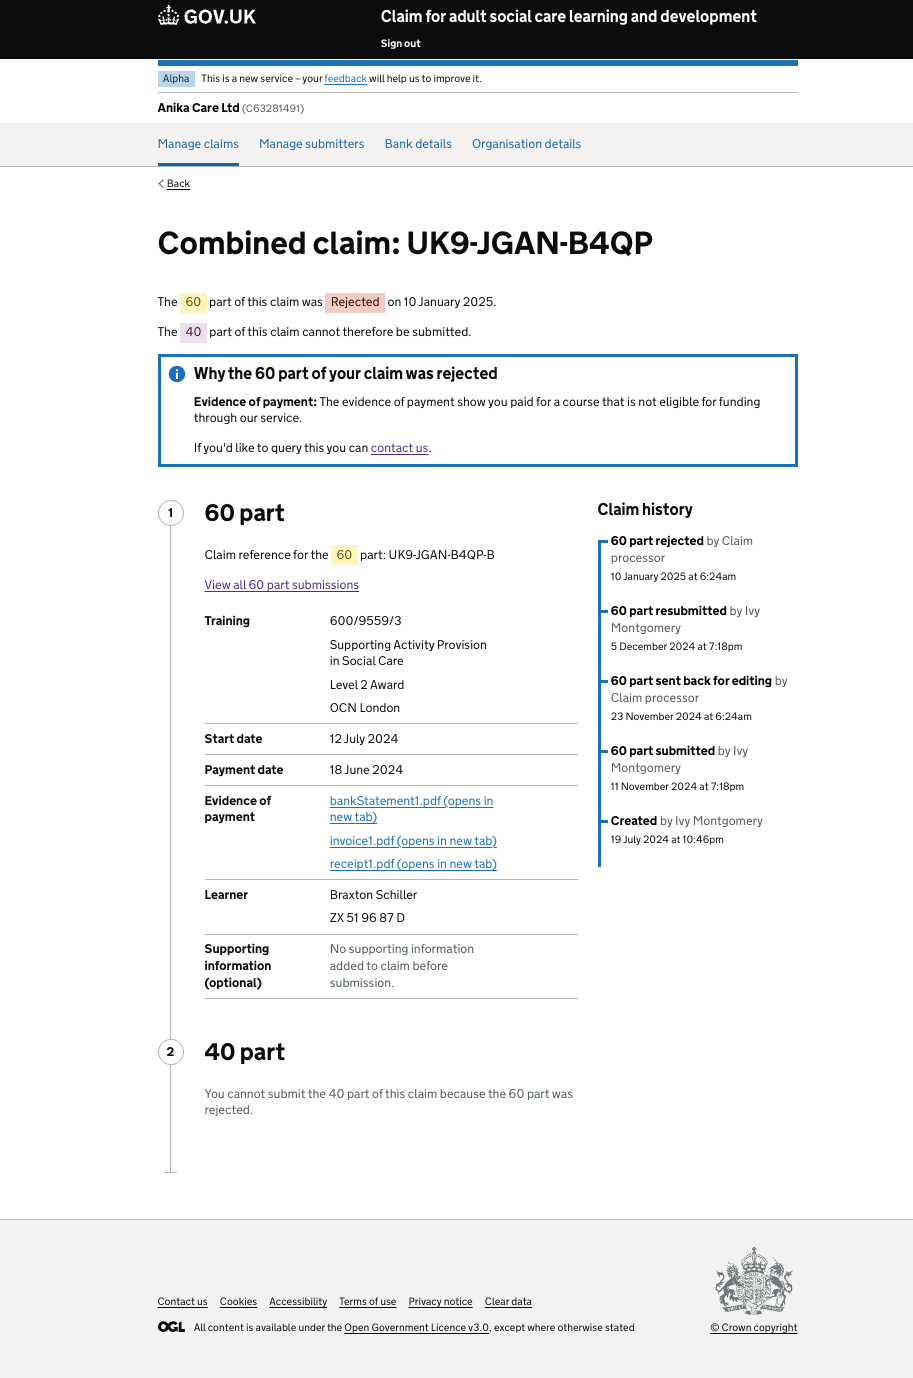 GOV.UK
Claim for adult social care learning and development
Sign out
Alpha This is a new service – your feedback will help us to improve it.
Anika Care Ltd (C63281491)
Manage claims Manage submitters Bank details Organisation details
Back
Combined claim: UK9-JGAN-B4QP
The 60 part of this claim was Rejected on 10 January 2025.
The 40 part of this claim cannot therefore be submitted.
Why the 60 part of your claim was rejected
Evidence of payment: The evidence of payment show you paid for a course that is not eligible for funding
through our service.
If you'd like to query this you can contact us.
1 60 part
Claim reference for the 60 part: UK9-JGAN-B4QP-B
View all 60 part submissions
Training 600/9559/3
Supporting Activity Provision
in Social Care
Level 2 Award
OCN London
Start date 12 July 2024
Payment date 18 June 2024
Evidence of
payment
bankStatement1.pdf (opens in
new tab)
invoice1.pdf (opens in new tab)
receipt1.pdf (opens in new tab)
Learner Braxton Schiller
ZX 51 96 87 D
Supporting
information
(optional)
No supporting information
added to claim before
submission.
2 40 part
You cannot submit the 40 part of this claim because the 60 part was
rejected.
Claim history
60 part rejected by Claim
processor
10 January 2025 at 6:24am
60 part resubmitted by Ivy
Montgomery
5 December 2024 at 7:18pm
60 part sent back for editing by
Claim processor
23 November 2024 at 6:24am
60 part submitted by Ivy
Montgomery
11 November 2024 at 7:18pm
Created by Ivy Montgomery
19 July 2024 at 10:46pm
Contact us Cookies Accessibility Terms of use Privacy notice Clear data
OGL All content is available under the Open Government Licence v3.0, except where otherwise stated
© Crown copyright